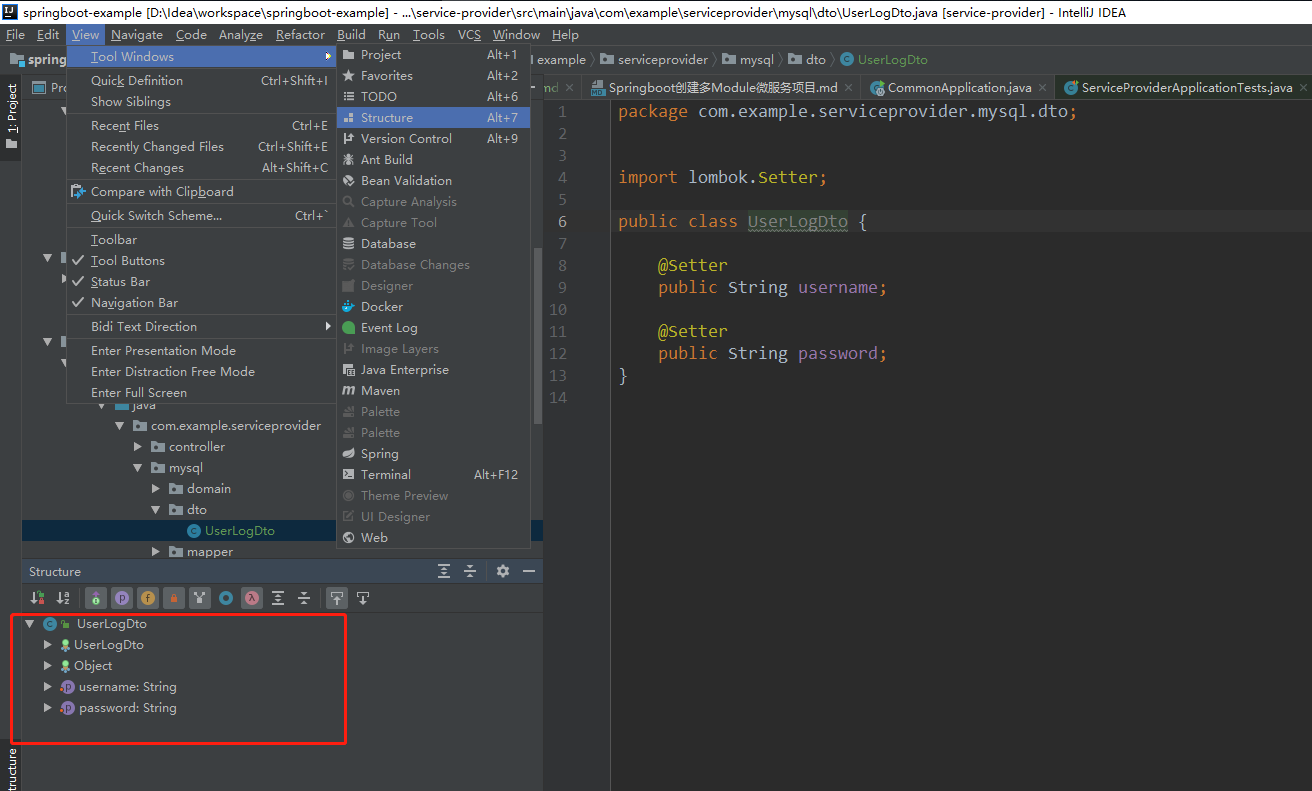 springboot-example [D:\Idea\workspace\springboot-example] - ...\service-provider\src\main\java\com\example\serviceprovider\mysql\dto\UserLogDto.java [service-provider] - IntelliJ IDEA
File Edit View Navigate Code Analyze Refactor Build Run Tools VCS Window Help
spring
example serviceprovider mysql dto UserLogDto
Springboot创建多Module微服务项目.md CommonApplication.java ServiceProviderApplicationTests.java
1: Project
Tool Windows
Quick Definition Ctrl+Shift+I
Show Siblings
Recent Files Ctrl+E
Recently Changed Files Ctrl+Shift+E
Recent Changes Alt+Shift+C
Compare with Clipboard
Quick Switch Scheme... Ctrl+`
Toolbar
Tool Buttons
Status Bar
Navigation Bar
Bidi Text Direction
Enter Presentation Mode
Enter Distraction Free Mode
Enter Full Screen
Project Alt+1
Favorites Alt+2
TODO Alt+6
Structure Alt+7
Version Control Alt+9
Ant Build
Bean Validation
Capture Analysis
Capture Tool
Database
Database Changes
Designer
Docker
Event Log
Image Layers
Java Enterprise
Maven
Palette
Palette
Spring
Terminal Alt+F12
Theme Preview
UI Designer
Web
java
com.example.serviceprovider
controller
mysql
domain
dto
UserLogDto
mapper
Structure
UserLogDto
UserLogDto
Object
username: String
password: String
1 package com.example.serviceprovider.mysql.dto;
2
3
4 import lombok.Setter;
5
6 public class UserLogDto {
7
8 @Setter
9 public String username;
10
11 @Setter
12 public String password;
13 }
14